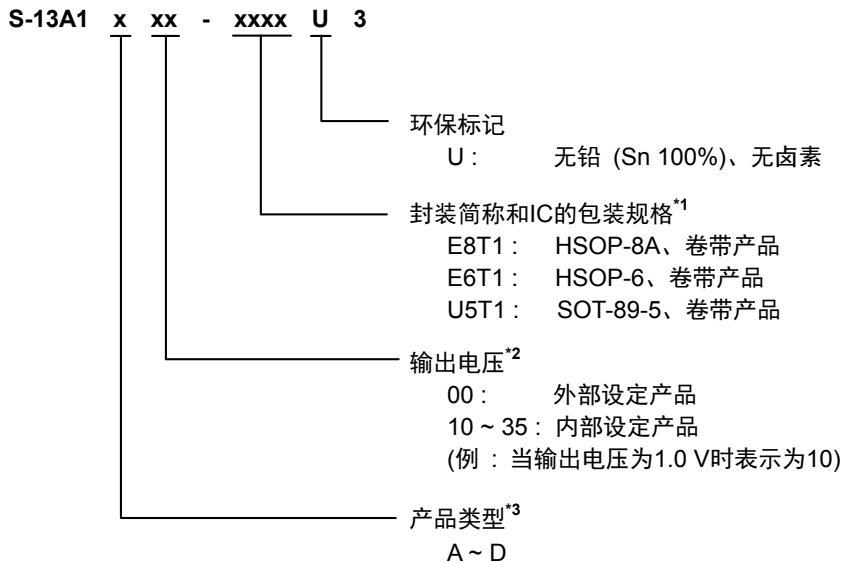 S-13A1 x xx - xxxx U 3
环保标记
U : 无铅 (Sn 100%)、无卤素
封装简称和IC的包装规格*1
E8T1 : HSOP-8A、卷带产品
E6T1 : HSOP-6、卷带产品
U5T1 : SOT-89-5、卷带产品
输出电压*2
00 : 外部设定产品
10 ~ 35 : 内部设定产品
(例 : 当输出电压为1.0 V时表示为10)
产品类型*3
A ~ D